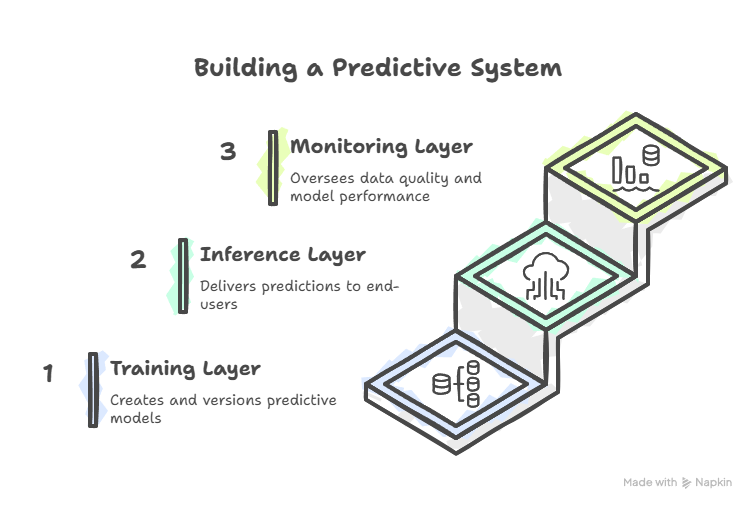 Building a Predictive System
3
Monitoring Layer
Oversees data quality and
model performance
2
Inference Layer
Delivers predictions to end-
users
1
Training Layer
Creates and versions predictive
models
Made with Napkin